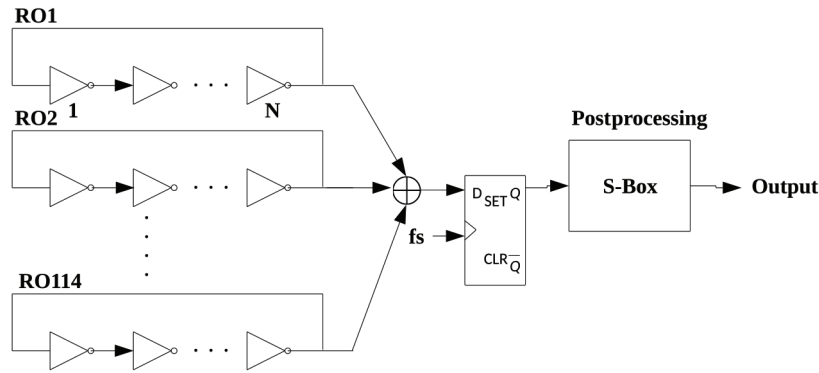 RO1
1
N
RO2
Postprocessing
D SET Q
S-Box
Output
fs
CLR Q
RO114